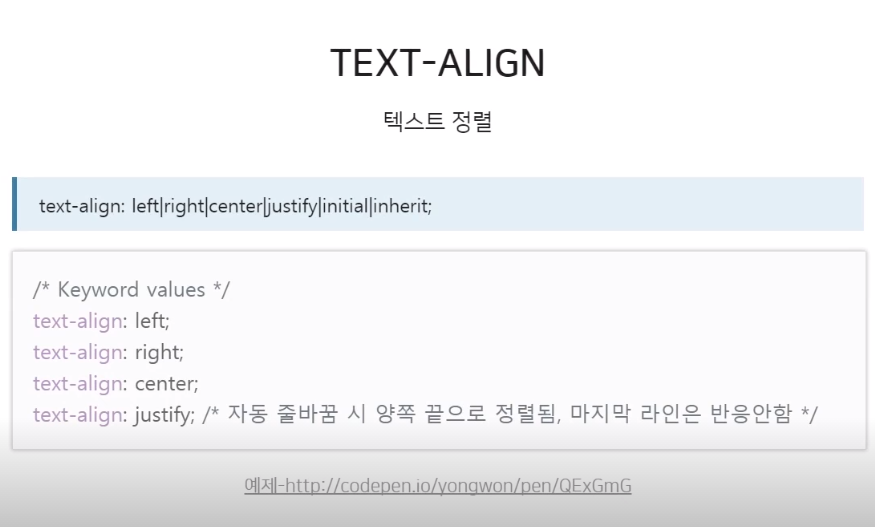 TEXT-ALIGN
텍스트 정렬
text-align: left|right|center|justify|initial|inherit;
/* Keyword values */
text-align: left;
text-align: right;
text-align: center;
text-align: justify; /* 자동 줄바꿈 시 양쪽 끝으로 정렬됨, 마지막 라인은 반응안함 */
예제-http://codepen.io/yongwon/pen/QExGmG